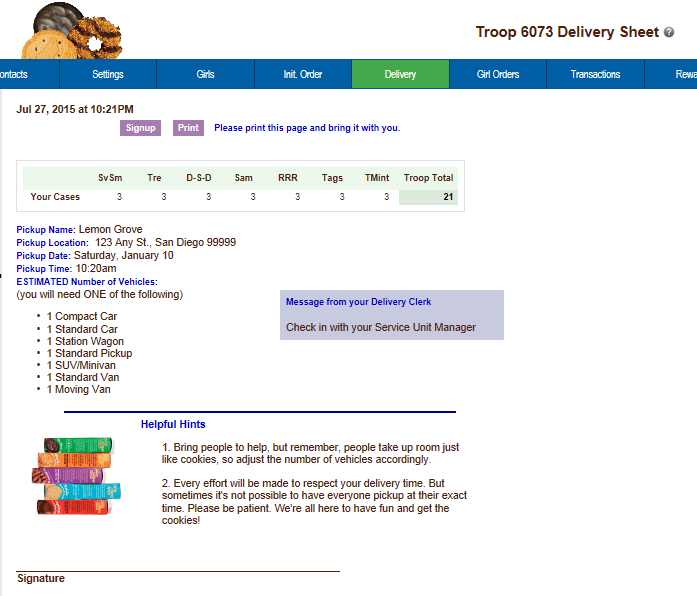 Troop 6073 Delivery Sheet ?
ontacts Settings Girls Init. Order Delivery Girl Orders Transactions Rewa
Jul 27, 2015 at 10:21PM
Signup Print Please print this page and bring it with you.
SvSm Tre D-S-D Sam RRR Tags TMint Troop Total
Your Cases 3 3 3 3 3 3 3 21
Pickup Name: Lemon Grove
Pickup Location: 123 Any St., San Diego 99999
Pickup Date: Saturday, January 10
Pickup Time: 10:20am
ESTIMATED Number of Vehicles:
(you will need ONE of the following)
• 1 Compact Car
• 1 Standard Car
• 1 Station Wagon
• 1 Standard Pickup
• 1 SUV/Minivan
• 1 Standard Van
• 1 Moving Van
Message from your Delivery Clerk
Check in with your Service Unit Manager
Helpful Hints
1. Bring people to help, but remember, people take up room just
like cookies, so adjust the number of vehicles accordingly.
2. Every effort will be made to respect your delivery time. But
sometimes it's not possible to have everyone pickup at their exact
time. Please be patient. We're all here to have fun and get the
cookies!
Signature